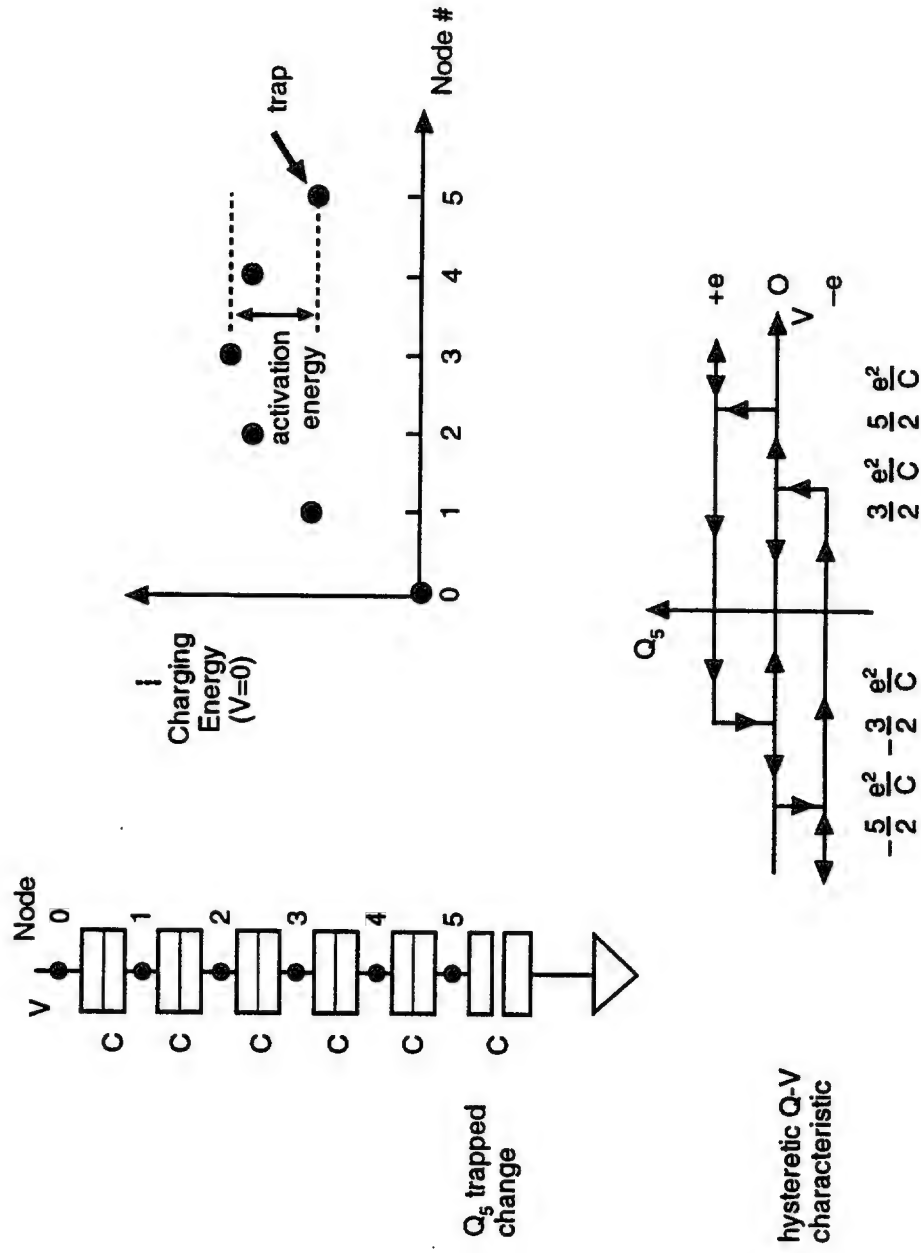 V
Node
0
C
1
C
2
C
3
C
4
C
5
C
Q₅ trapped
change
Charging
Energy
(V=0)
activation
energy
trap
0
1
2
3
4
5
Node #
hysteretic Q-V
characteristic
Q₅
+e
O
V
−e
−5/2 e²/C
−3/2 e²/C
3/2 e²/C
5/2 e²/C